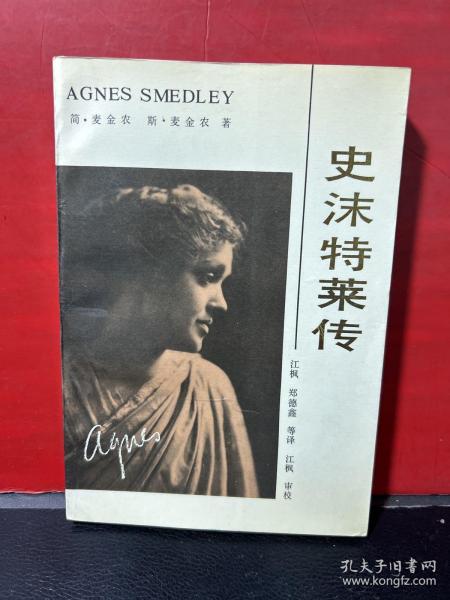 AGNES SMEDLEY
简·麦金农 斯·麦金农 著
史沫特莱传
江枫 郑德鑫 等译 江枫 审校
Agnes
孔夫子旧书网
www.kongfz.com